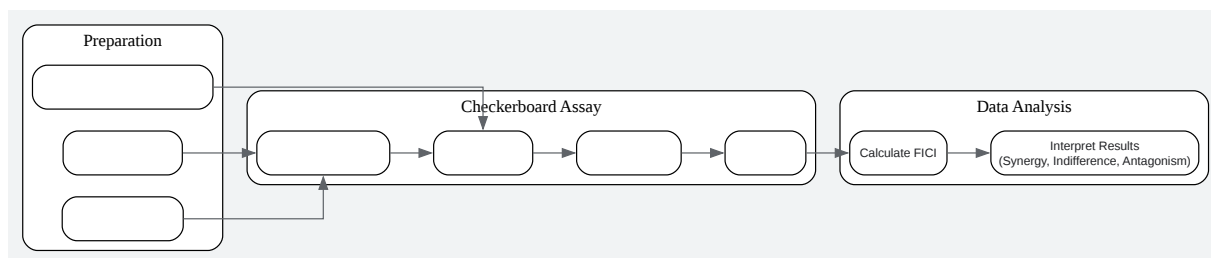 Preparation
Checkerboard Assay
Data Analysis
Calculate FICI
Interpret Results
(Synergy, Indifference, Antagonism)